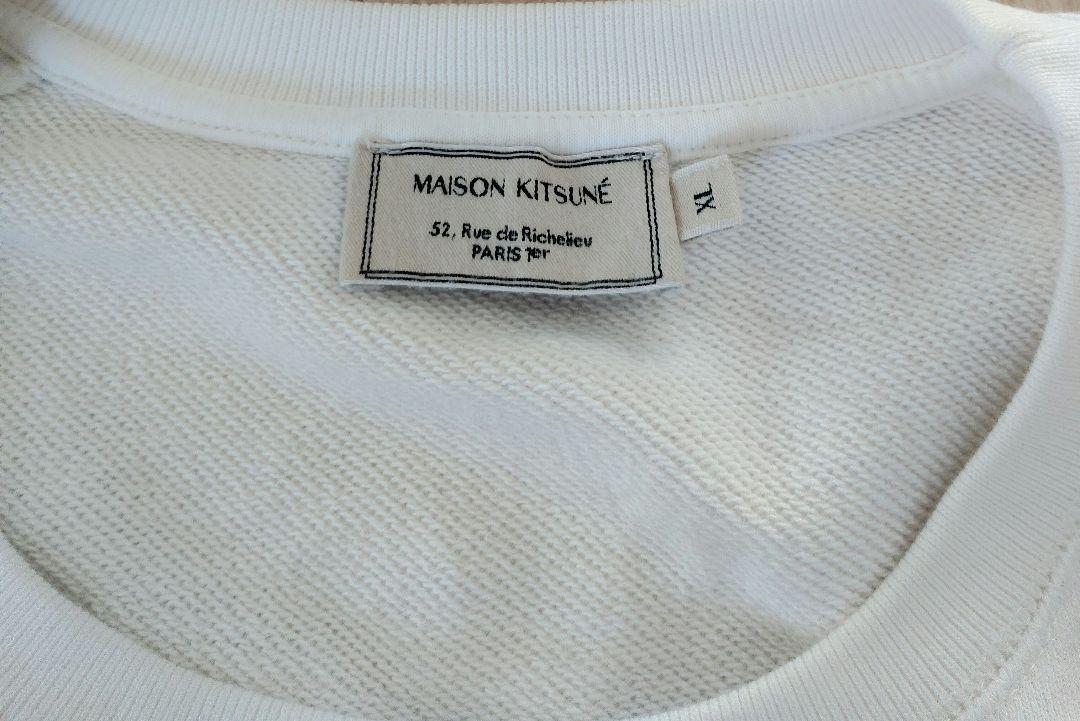 MAISON KITSUNÉ
52, Rue de Richelieu
PARIS 1er
XL